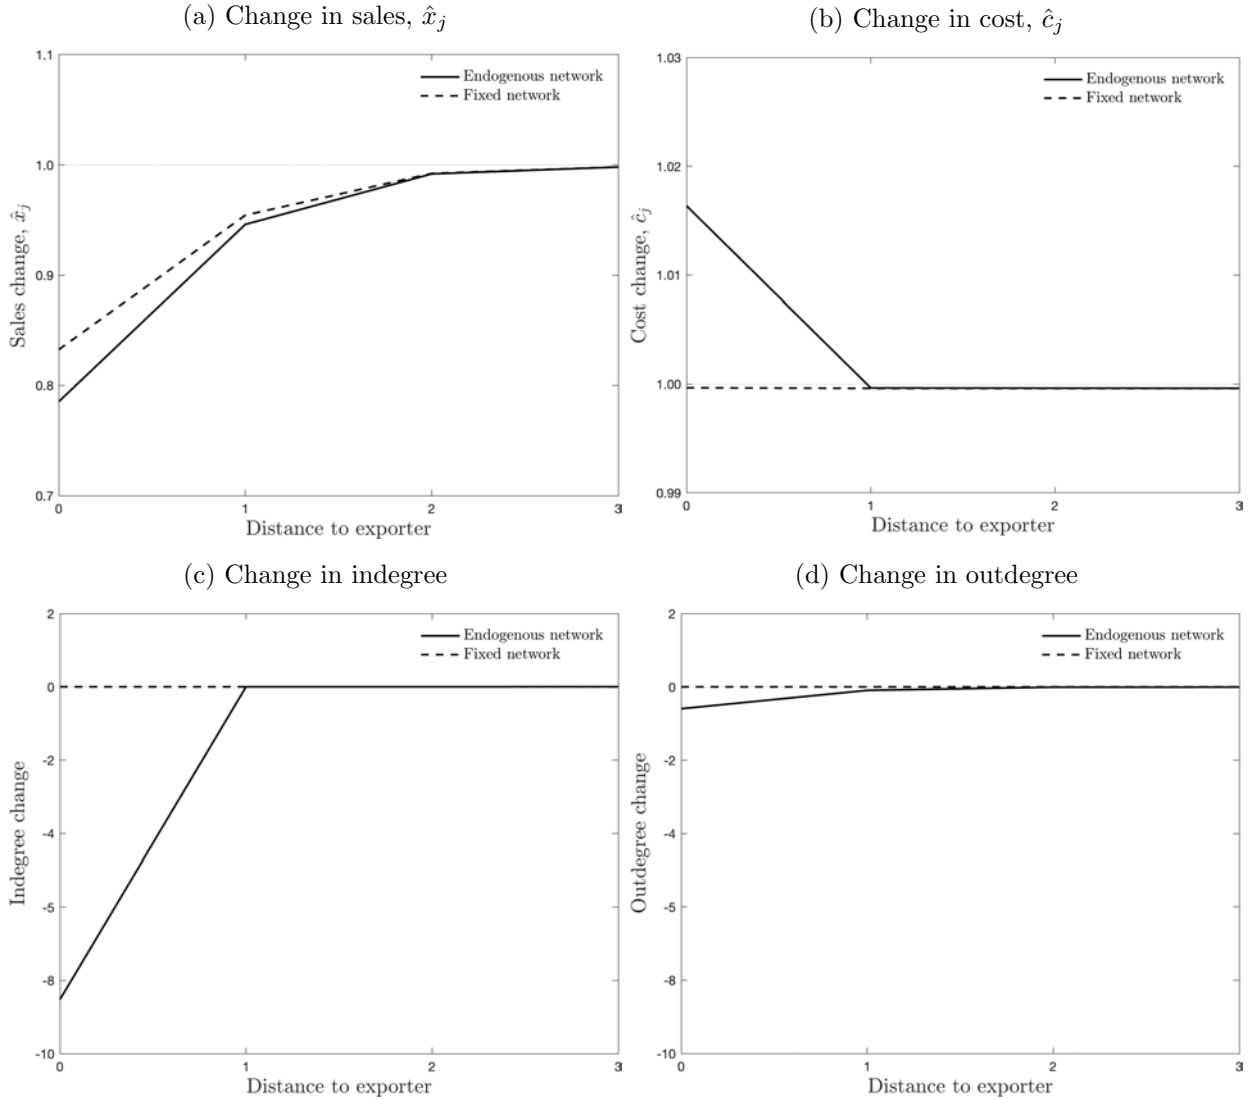 (a) Change in sales, x̂_j
1.1
1.0
0.9
0.8
0.7
Sales change, x̂_j
Endogenous network
Fixed network
0 1 2 3
Distance to exporter
(b) Change in cost, ĉ_j
1.03
1.02
1.01
1.00
0.99
Cost change, ĉ_j
Endogenous network
Fixed network
0 1 2 3
Distance to exporter
(c) Change in indegree
2
0
-2
-4
-5
-8
-10
Indegree change
Endogenous network
Fixed network
0 1 2 3
Distance to exporter
(d) Change in outdegree
2
0
-2
-4
-5
-8
-10
Outdegree change
Endogenous network
Fixed network
0 1 2 3
Distance to exporter